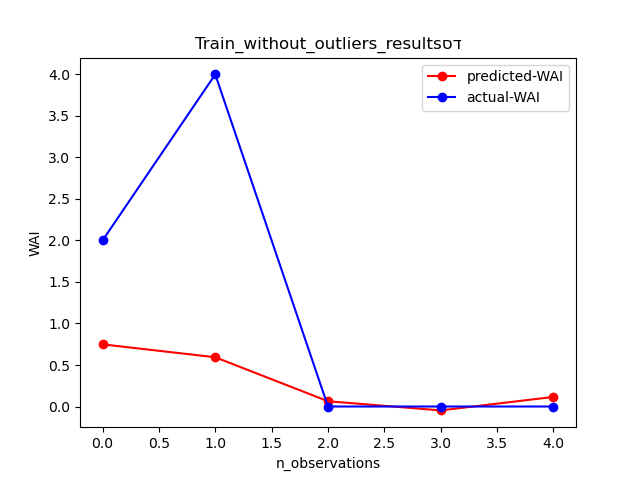 Train_without_outliers_resultsדס
predicted-WAI
actual-WAI
4.0
3.5
3.0
2.5
2.0
1.5
1.0
0.5
0.0
WAI
0.0 0.5 1.0 1.5 2.0 2.5 3.0 3.5 4.0
n_observations